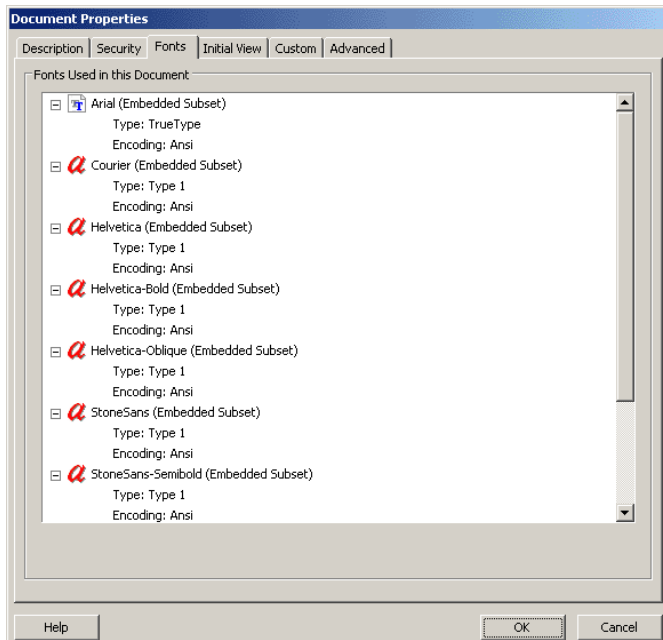 Document Properties
Description Security Fonts Initial View Custom Advanced
Fonts Used in this Document
Arial (Embedded Subset)
Type: TrueType
Encoding: Ansi
Courier (Embedded Subset)
Type: Type 1
Encoding: Ansi
Helvetica (Embedded Subset)
Type: Type 1
Encoding: Ansi
Helvetica-Bold (Embedded Subset)
Type: Type 1
Encoding: Ansi
Helvetica-Oblique (Embedded Subset)
Type: Type 1
Encoding: Ansi
StoneSans (Embedded Subset)
Type: Type 1
Encoding: Ansi
StoneSans-Semibold (Embedded Subset)
Type: Type 1
Encoding: Ansi
Help OK Cancel